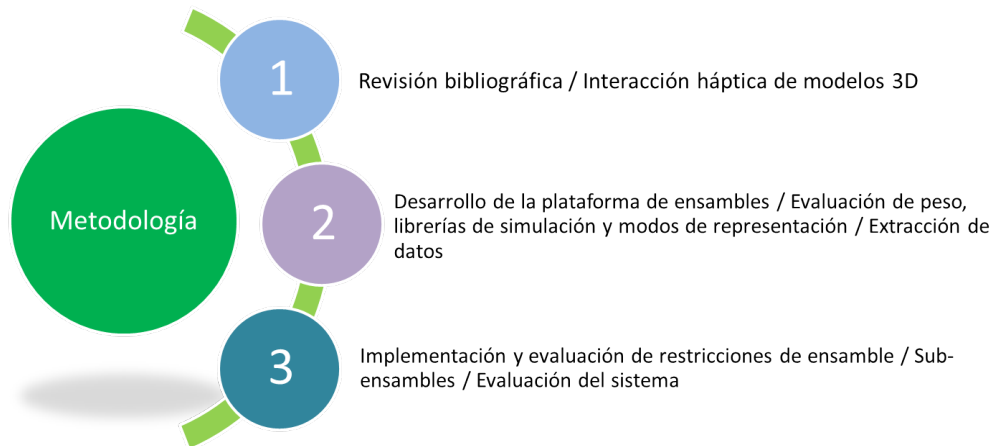 Metodología
1
Revisión bibliográfica / Interacción háptica de modelos 3D
2
Desarrollo de la plataforma de ensambles / Evaluación de peso,
librerías de simulación y modos de representación / Extracción de
datos
3
Implementación y evaluación de restricciones de ensamble / Sub-
ensambles / Evaluación del sistema